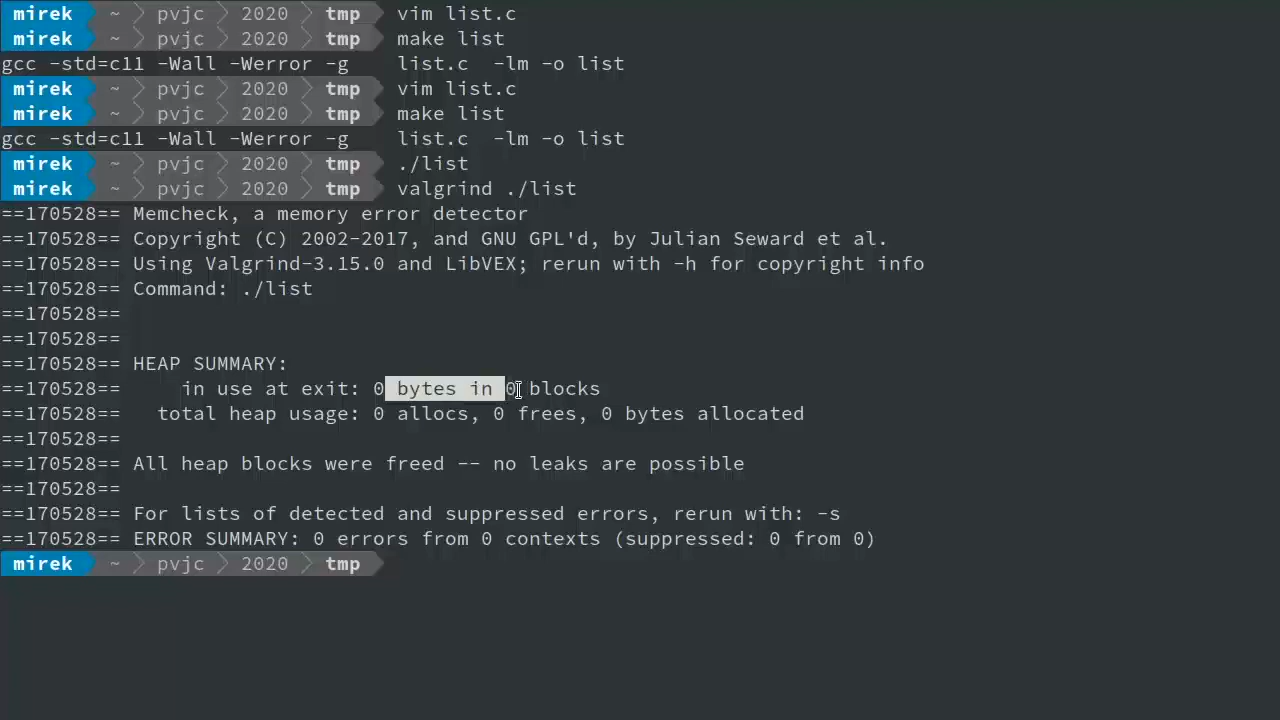 mirek ~ pvjc 2020 tmp vim list.c
mirek ~ pvjc 2020 tmp make list
gcc -std=c11 -Wall -Werror -g    list.c  -lm -o list
mirek ~ pvjc 2020 tmp vim list.c
mirek ~ pvjc 2020 tmp make list
gcc -std=c11 -Wall -Werror -g    list.c  -lm -o list
mirek ~ pvjc 2020 tmp ./list
mirek ~ pvjc 2020 tmp valgrind ./list
==170528== Memcheck, a memory error detector
==170528== Copyright (C) 2002-2017, and GNU GPL'd, by Julian Seward et al.
==170528== Using Valgrind-3.15.0 and LibVEX; rerun with -h for copyright info
==170528== Command: ./list
==170528==
==170528==
==170528== HEAP SUMMARY:
==170528==     in use at exit: 0 bytes in 0 blocks
==170528==   total heap usage: 0 allocs, 0 frees, 0 bytes allocated
==170528==
==170528== All heap blocks were freed -- no leaks are possible
==170528==
==170528== For lists of detected and suppressed errors, rerun with: -s
==170528== ERROR SUMMARY: 0 errors from 0 contexts (suppressed: 0 from 0)
mirek ~ pvjc 2020 tmp